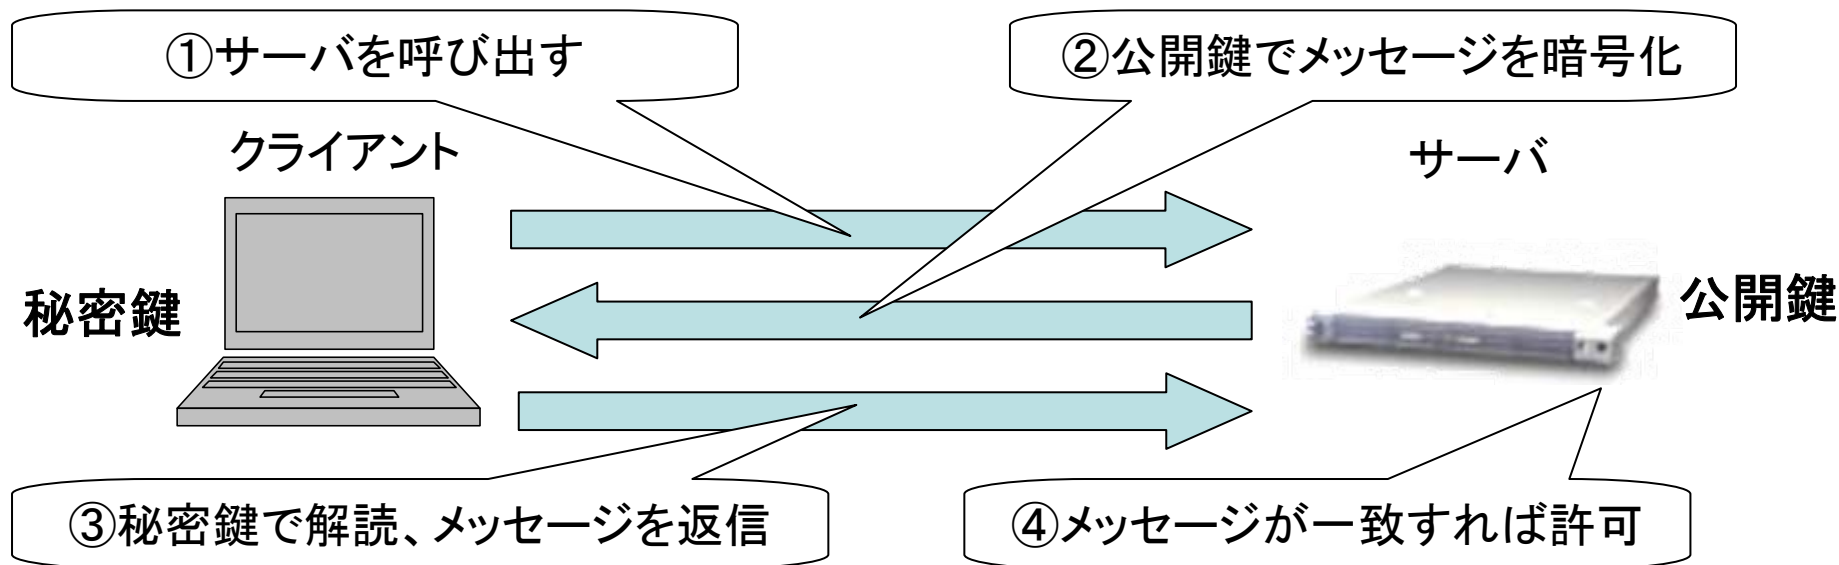 ①サーバを呼び出す
②公開鍵でメッセージを暗号化
クライアント
サーバ
秘密鍵
公開鍵
③秘密鍵で解読、メッセージを返信
④メッセージが一致すれば許可